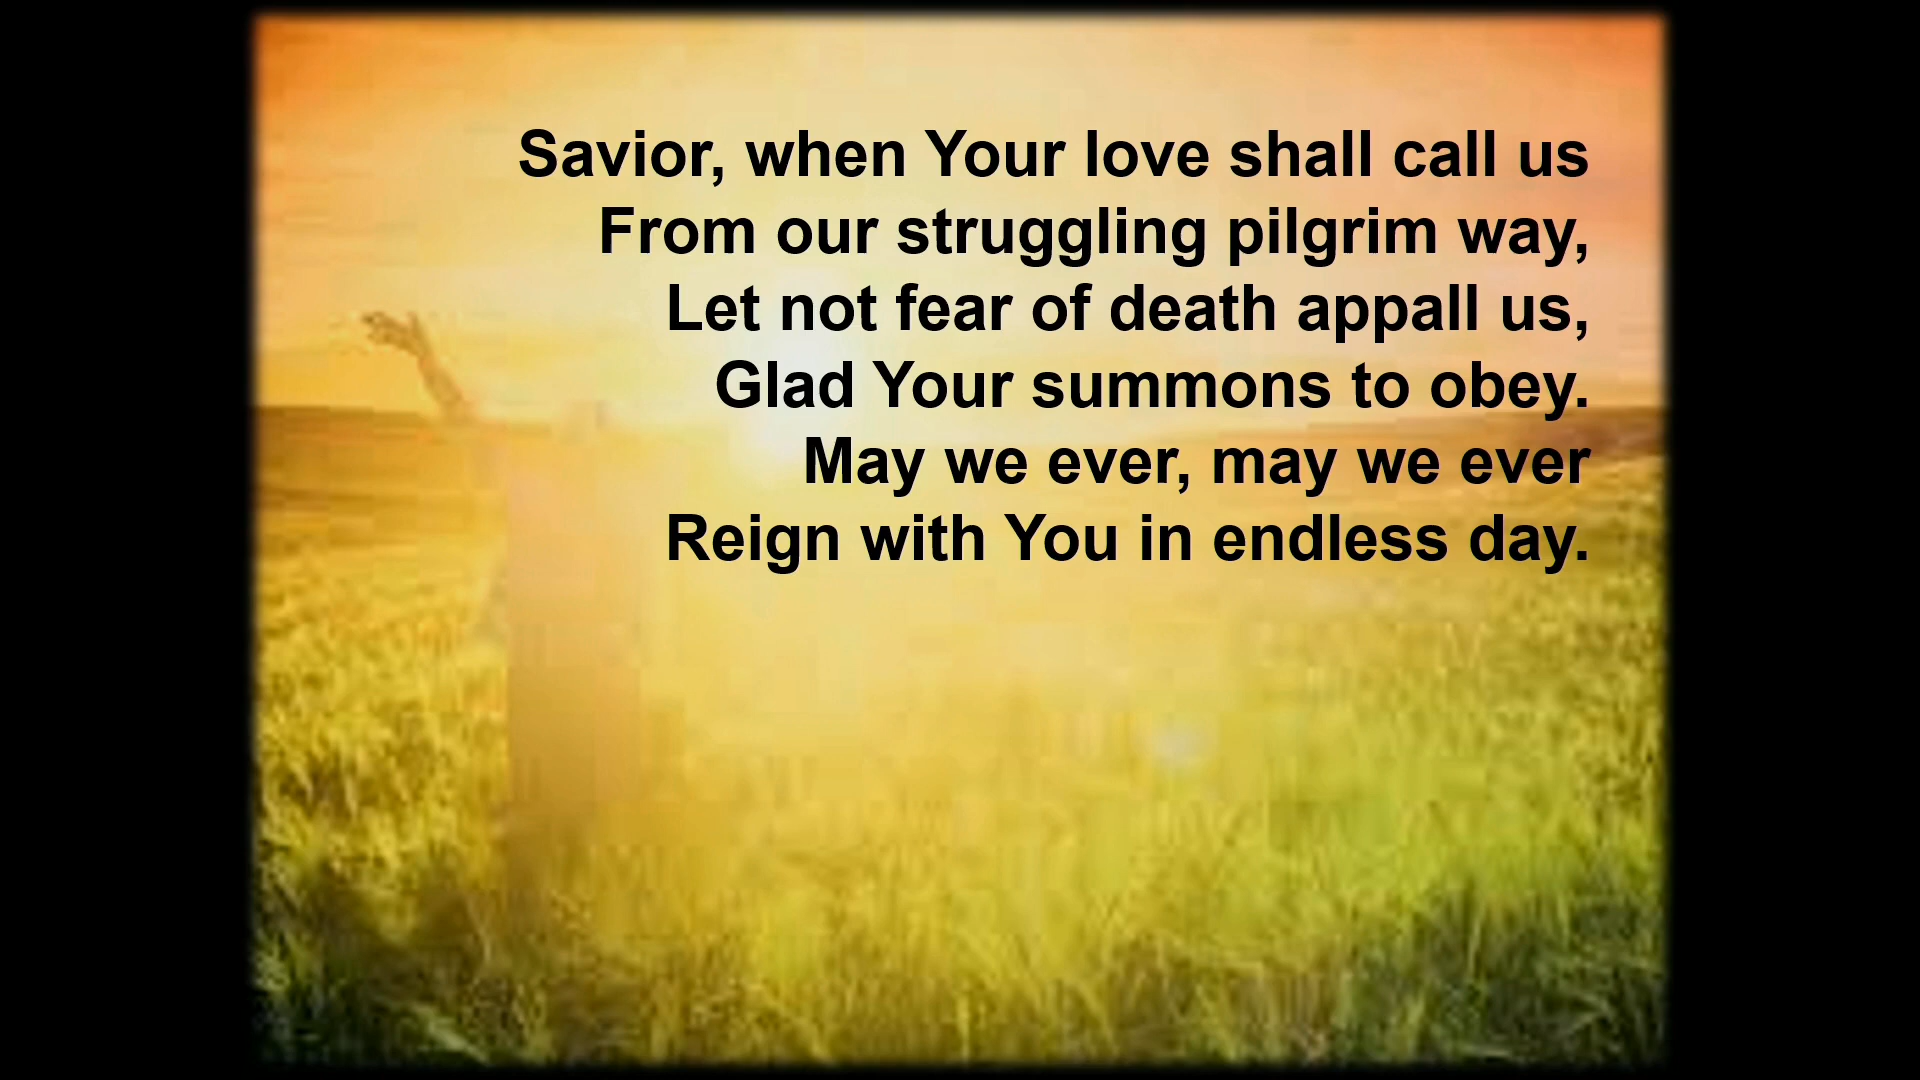 Savior, when Your love shall call us
From our struggling pilgrim way,
Let not fear of death appall us,
Glad Your summons to obey.
May we ever, may we ever
Reign with You in endless day.